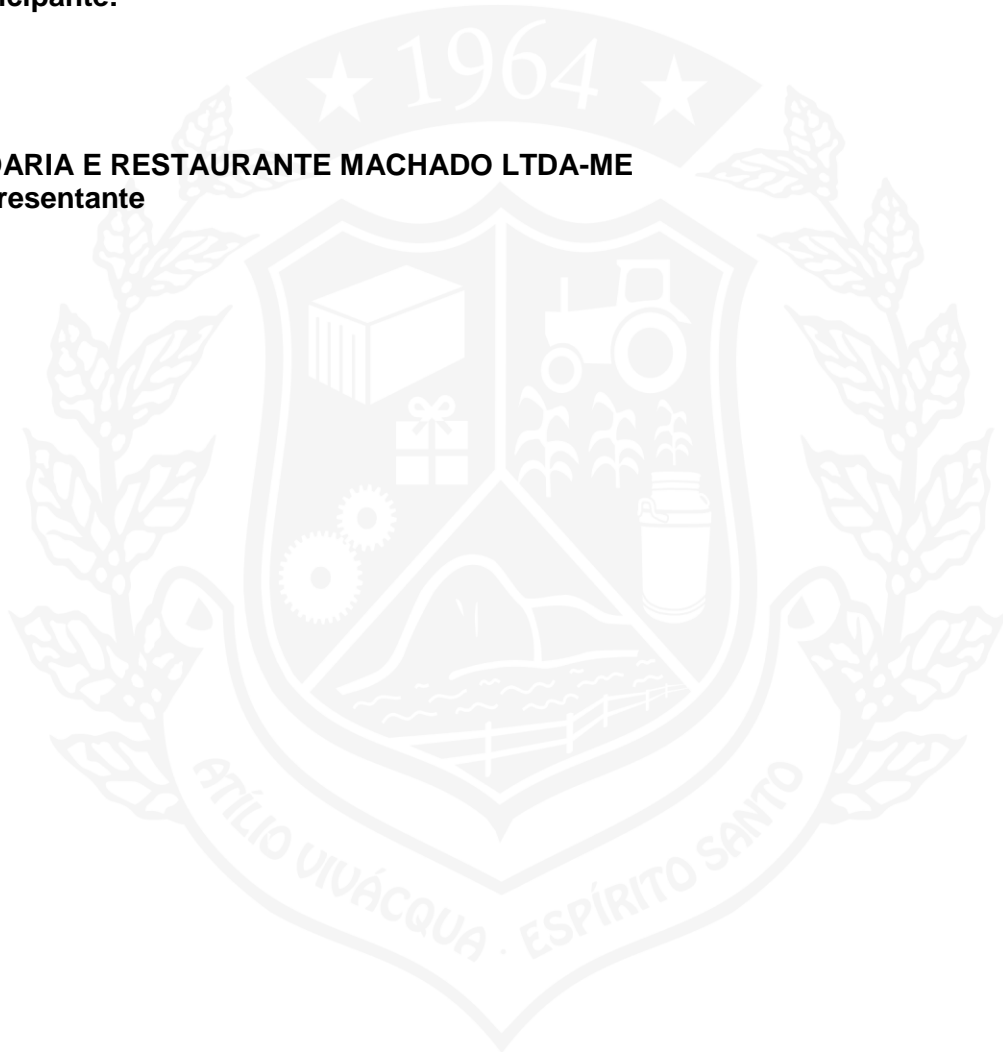 icipante:
DARIA E RESTAURANTE MACHADO LTDA-ME
resentante
★ 1964 ★
ATÍLIO VIVÁCQUA . ESPÍRITO SANTO